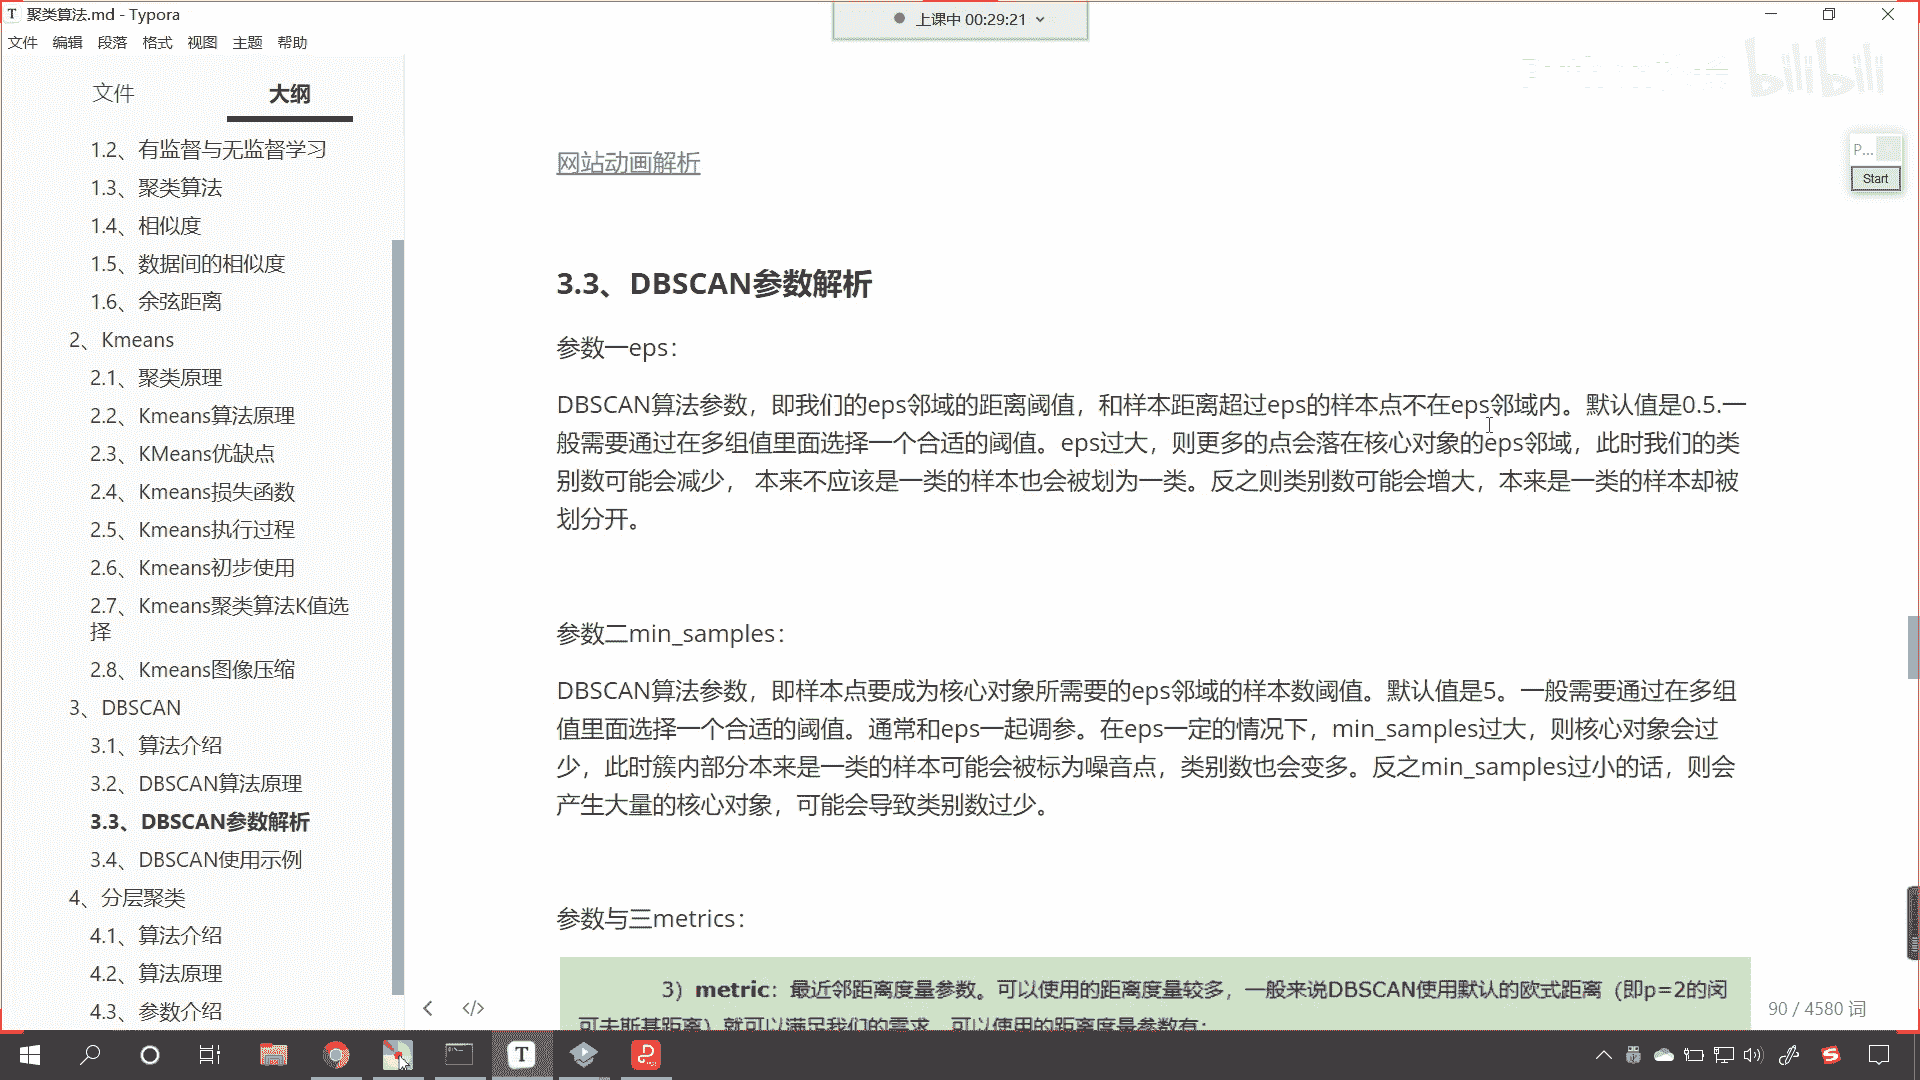 聚类算法.md - Typora
上课中 00:29:21
文件 编辑 段落 格式 视图 主题 帮助
bilibili
文件 大纲
1.2、有监督与无监督学习
1.3、聚类算法
1.4、相似度
1.5、数据间的相似度
1.6、余弦距离
2、Kmeans
2.1、聚类原理
2.2、Kmeans算法原理
2.3、KMeans优缺点
2.4、Kmeans损失函数
2.5、Kmeans执行过程
2.6、Kmeans初步使用
2.7、Kmeans聚类算法K值选
择
2.8、Kmeans图像压缩
3、DBSCAN
3.1、算法介绍
3.2、DBSCAN算法原理
3.3、DBSCAN参数解析
3.4、DBSCAN使用示例
4、分层聚类
4.1、算法介绍
4.2、算法原理
4.3、参数介绍
P...
Start
网站动画解析
3.3、DBSCAN参数解析
参数一eps：
DBSCAN算法参数，即我们的eps邻域的距离阈值，和样本距离超过eps的样本点不在eps邻域内。默认值是0.5.一
般需要通过在多组值里面选择一个合适的阈值。eps过大，则更多的点会落在核心对象的eps邻域，此时我们的类
别数可能会减少， 本来不应该是一类的样本也会被划为一类。反之则类别数可能会增大，本来是一类的样本却被
划分开。
参数二min_samples：
DBSCAN算法参数，即样本点要成为核心对象所需要的eps邻域的样本数阈值。默认值是5。一般需要通过在多组
值里面选择一个合适的阈值。通常和eps一起调参。在eps一定的情况下，min_samples过大，则核心对象会过
少，此时簇内部分本来是一类的样本可能会被标为噪音点，类别数也会变多。反之min_samples过小的话，则会
产生大量的核心对象，可能会导致类别数过少。
参数与三metrics：
3）metric：最近邻距离度量参数。可以使用的距离度量较多，一般来说DBSCAN使用默认的欧式距离（即p=2的闵
可夫斯基距离）就可以满足我们的需求。可以使用的距离度量参数有：
90 / 4580 词